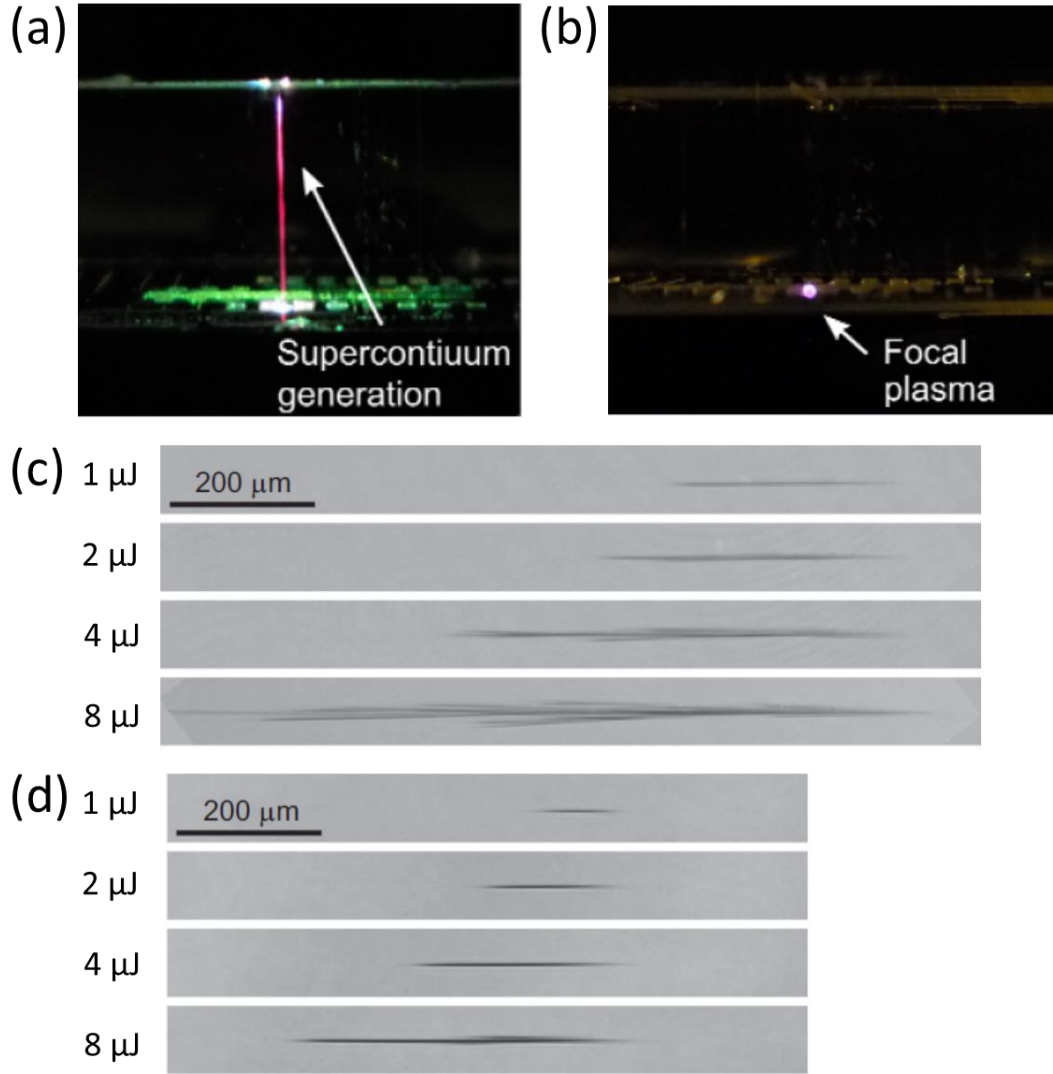 (a)
(b)
Supercontiuum
generation
Focal
plasma
(c)
1 μJ
200 μm
2 μJ
4 μJ
8 μJ
(d)
1 μJ
200 μm
2 μJ
4 μJ
8 μJ